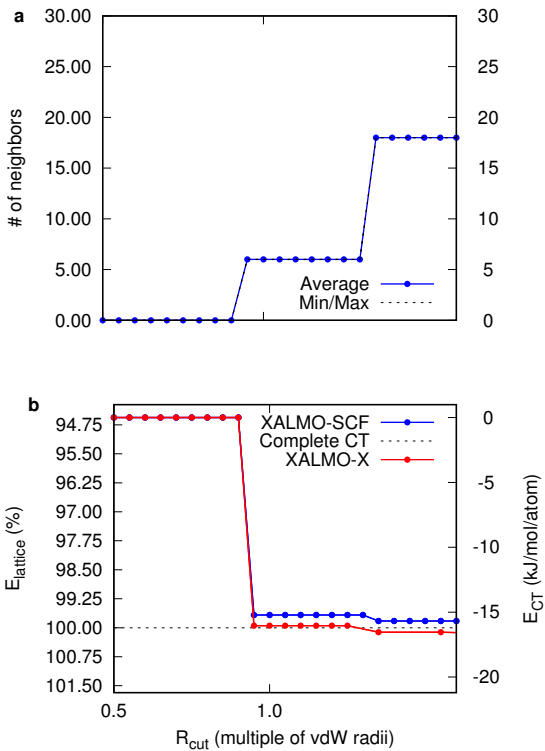 a
30.00
25.00
20.00
15.00
10.00
5.00
0.00
# of neighbors
30
25
20
15
10
5
0
Average
Min/Max
b
94.75
95.50
96.25
97.00
97.75
98.50
99.25
100.00
100.75
101.50
E_lattice (%)
XALMO-SCF
Complete CT
XALMO-X
0
-5
-10
-15
-20
E_CT (kJ/mol/atom)
0.5
1.0
R_cut (multiple of vdW radii)